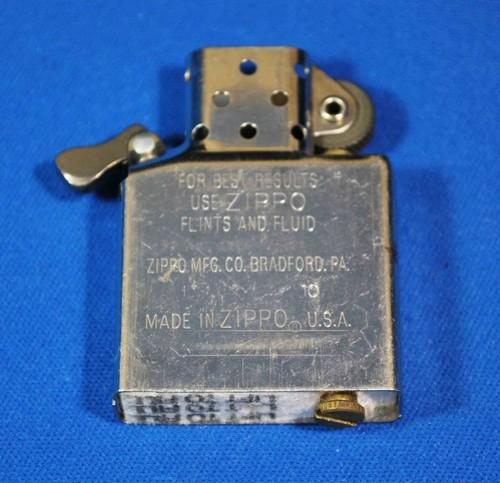 FOR BEST RESULTS
USE ZIPPO
FLINTS AND FLUID
ZIPPO MFG. CO. BRADFORD. PA.
10
MADE IN ZIPPO® U.S.A.